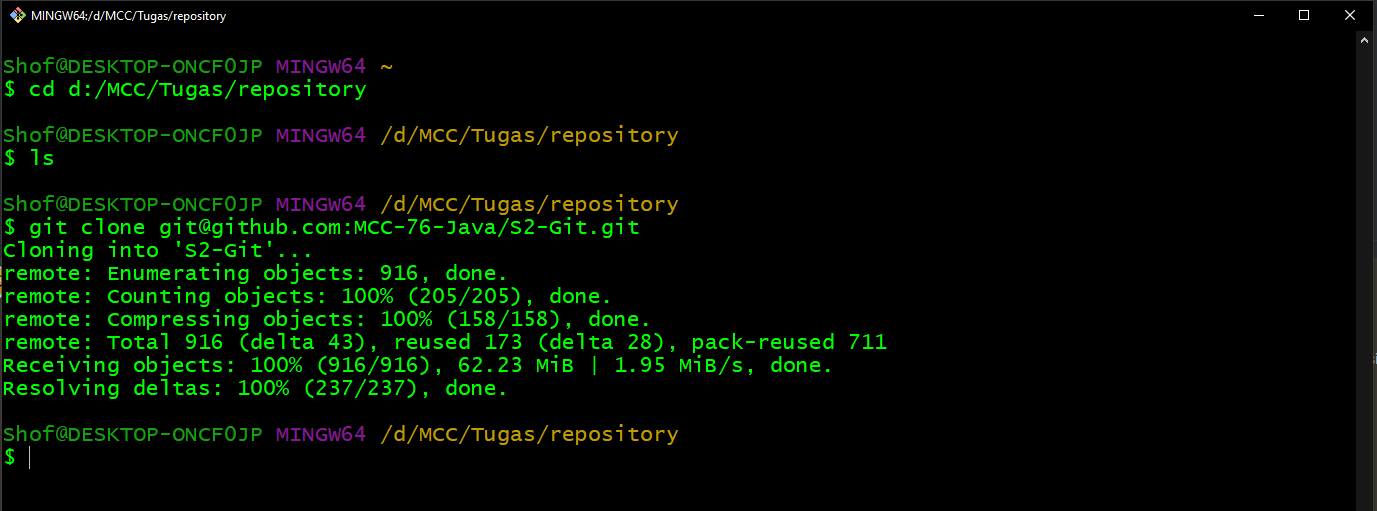 MINGW64:/d/MCC/Tugas/repository
Shof@DESKTOP-ONCF0JP MINGW64 ~
$ cd d:/MCC/Tugas/repository
Shof@DESKTOP-ONCF0JP MINGW64 /d/MCC/Tugas/repository
$ ls
Shof@DESKTOP-ONCF0JP MINGW64 /d/MCC/Tugas/repository
$ git clone git@github.com:MCC-76-Java/S2-Git.git
Cloning into 'S2-Git'...
remote: Enumerating objects: 916, done.
remote: Counting objects: 100% (205/205), done.
remote: Compressing objects: 100% (158/158), done.
remote: Total 916 (delta 43), reused 173 (delta 28), pack-reused 711
Receiving objects: 100% (916/916), 62.23 MiB | 1.95 MiB/s, done.
Resolving deltas: 100% (237/237), done.
Shof@DESKTOP-ONCF0JP MINGW64 /d/MCC/Tugas/repository
$